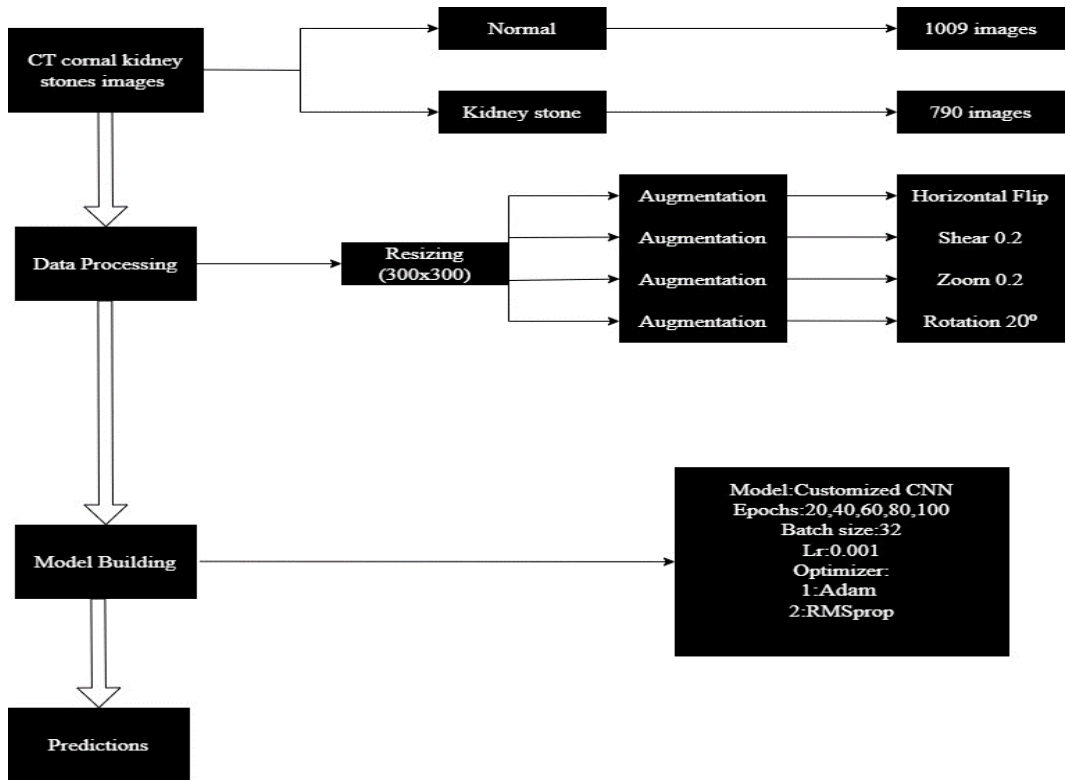 CT cornal kidney
stones images
Normal
1009 images
Kidney stone
790 images
Data Processing
Resizing
(300x300)
Augmentation
Horizontal Flip
Augmentation
Shear 0.2
Augmentation
Zoom 0.2
Augmentation
Rotation 20º
Model Building
Model:Customized CNN
Epochs:20,40,60,80,100
Batch size:32
Lr:0.001
Optimizer:
1:Adam
2:RMSprop
Predictions